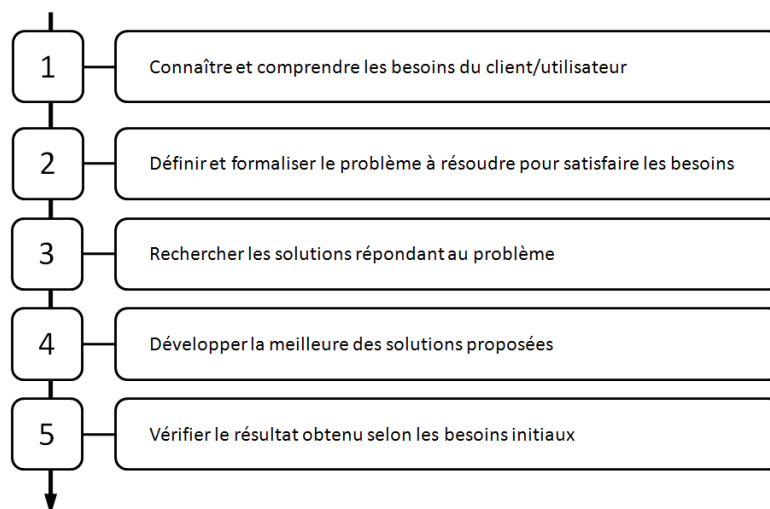 1
Connaître et comprendre les besoins du client/utilisateur
2
Définir et formaliser le problème à résoudre pour satisfaire les besoins
3
Rechercher les solutions répondant au problème
4
Développer la meilleure des solutions proposées
5
Vérifier le résultat obtenu selon les besoins initiaux